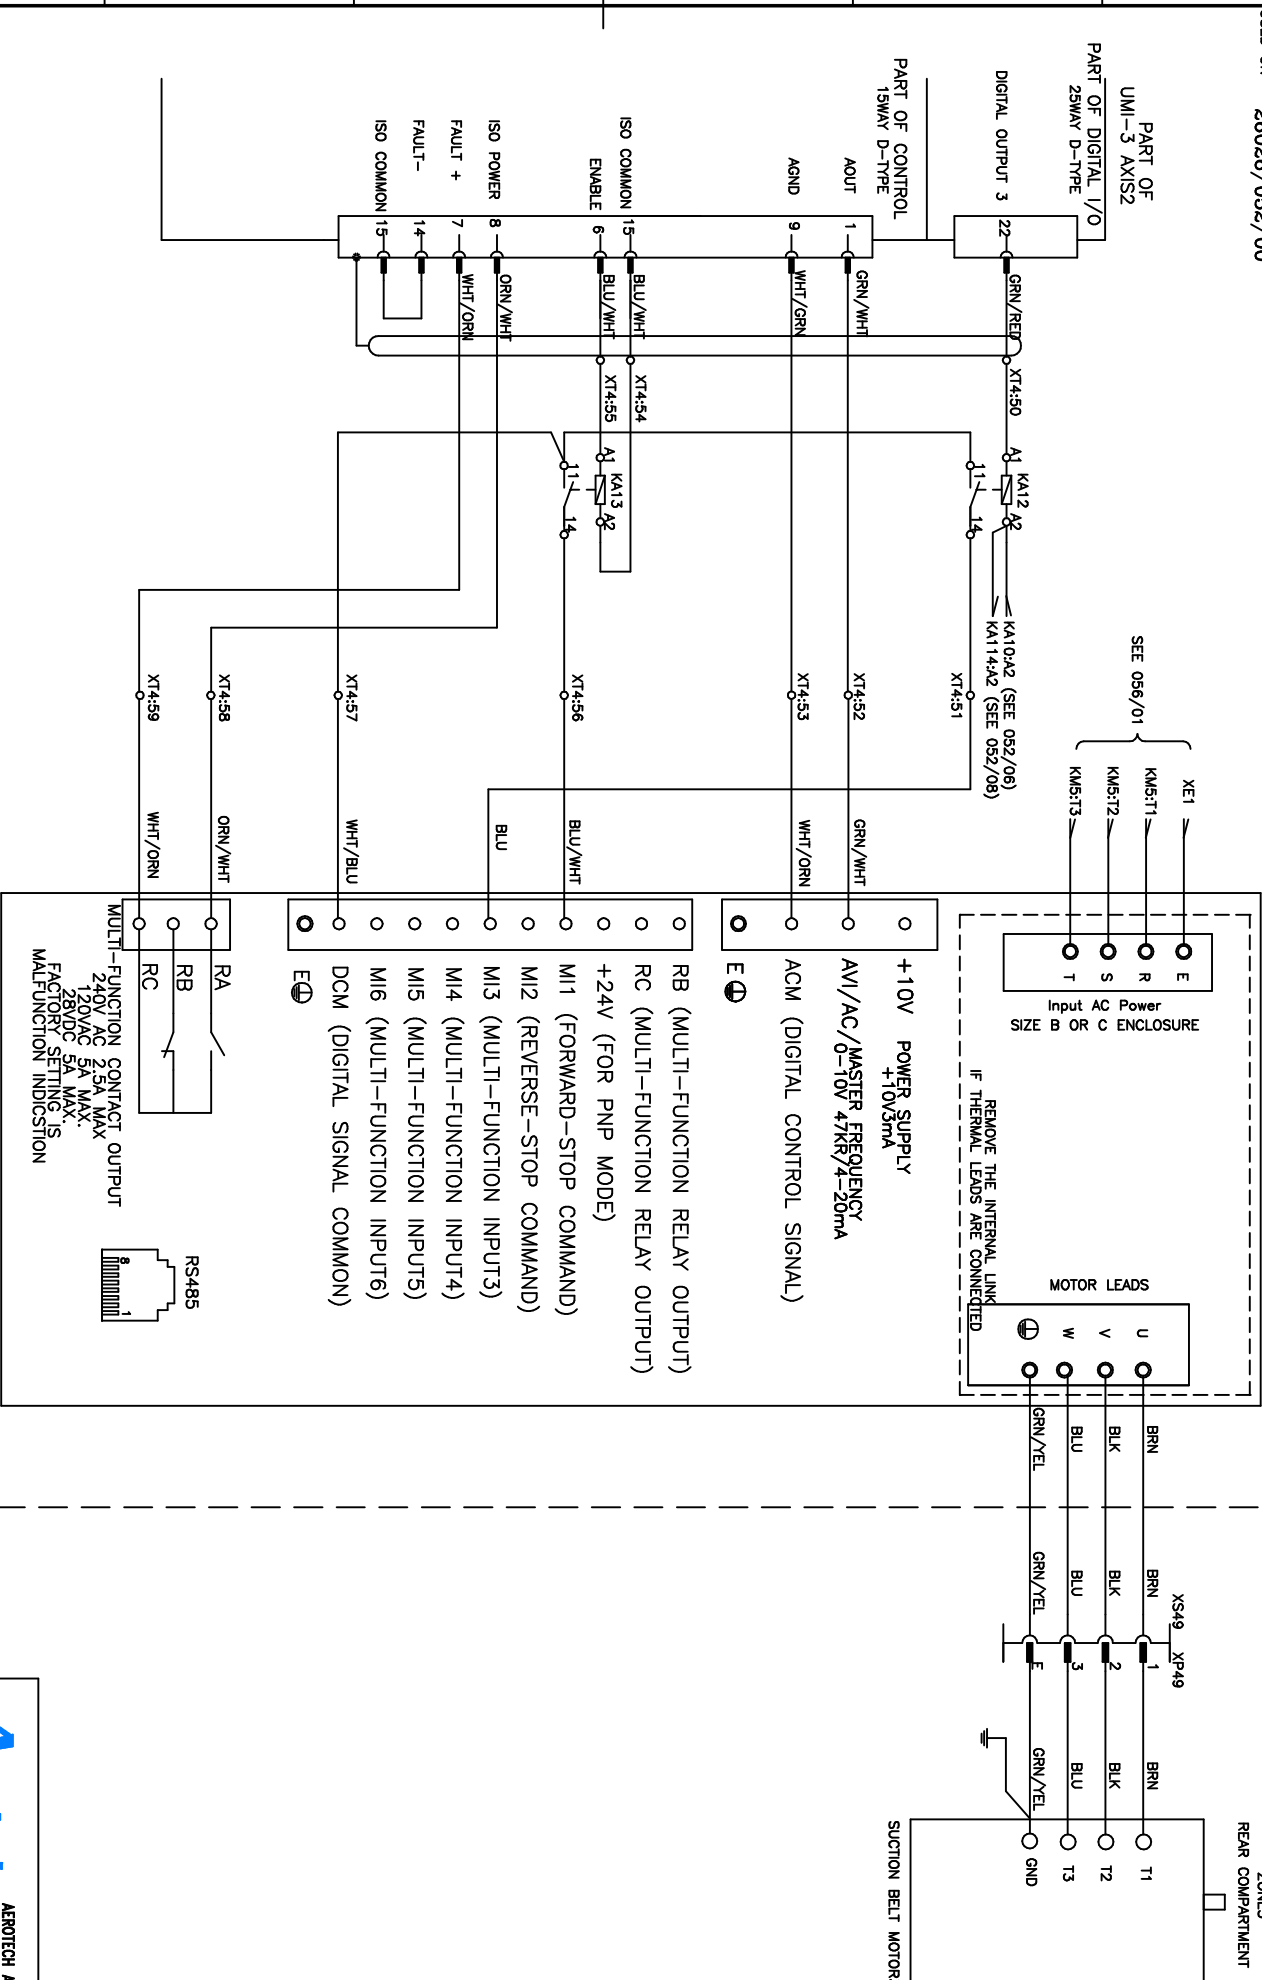 PART OF
UMI-3 AXIS2
PART OF DIGITAL I/O
25WAY D-TYPE
DIGITAL OUTPUT 3
22
GRN/RED
XT4:50
A1
KA12
A2
11
14
KA10:A2 (SEE 052/06)
KA114:A2 (SEE 052/08)
XT4:51
PART OF CONTROL
15WAY D-TYPE
AOUT
1
GRN/WHT
XT4:52
GRN/WHT
AGND
9
WHT/GRN
XT4:53
WHT/ORN
ISO COMMON
15
BLU/WHT
XT4:54
ENABLE
6
BLU/WHT
XT4:55
A1
KA13
A2
11
14
XT4:56
BLU/WHT
BLU
ISO POWER
8
ORN/WHT
FAULT +
7
WHT/ORN
FAULT-
14
ISO COMMON
15
XT4:57
WHT/BLU
XT4:58
ORN/WHT
XT4:59
WHT/ORN
SEE 056/01
XE1
KM5:T1
KM5:T2
KM5:T3
E
R
S
T
Input AC Power
SIZE B OR C ENCLOSURE
REMOVE THE INTERNAL LINK
IF THERMAL LEADS ARE CONNECTED
MOTOR LEADS
U
V
W
+10V POWER SUPPLY
+10V3mA
AVI/AC/MASTER FREQUENCY
0-10V 47KR/4-20mA
ACM (DIGITAL CONTROL SIGNAL)
E
RB (MULTI-FUNCTION RELAY OUTPUT)
RC (MULTI-FUNCTION RELAY OUTPUT)
+24V (FOR PNP MODE)
MI1 (FORWARD-STOP COMMAND)
MI2 (REVERSE-STOP COMMAND)
MI3 (MULTI-FUNCTION INPUT3)
MI4 (MULTI-FUNCTION INPUT4)
MI5 (MULTI-FUNCTION INPUT5)
MI6 (MULTI-FUNCTION INPUT6)
DCM (DIGITAL SIGNAL COMMON)
E
RA
RB
RC
MULTI-FUNCTION CONTACT OUTPUT
240V AC 2.5A MAX
120VAC 5A MAX.
28VDC 5A MAX.
FACTORY SETTING IS
MALFUNCTION INDICSTION
RS485
8
1
BRN
BLK
BLU
GRN/YEL
BRN
BLK
BLU
GRN/YEL
XS49
XP49
1
2
3
E
BRN
BLK
BLU
GRN/YEL
T1
T2
T3
GND
REAR COMPARTMENT
SUCTION BELT MOTOR
AEROTECH